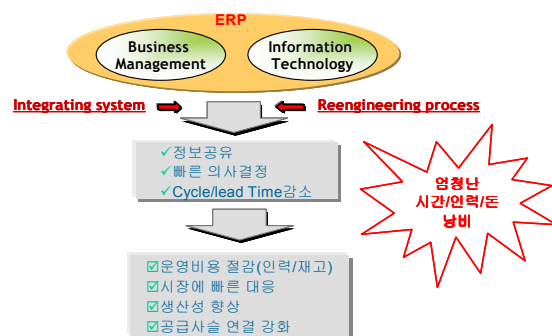 ERP
Business
Management
Information
Technology
Integrating system
Reengineering process
정보공유
빠른 의사결정
Cycle/lead Time감소
엄청난
시간/인력/돈
낭비
운영비용 절감(인력/재고)
시장에 빠른 대응
생산성 향상
공급사슬 연결 강화